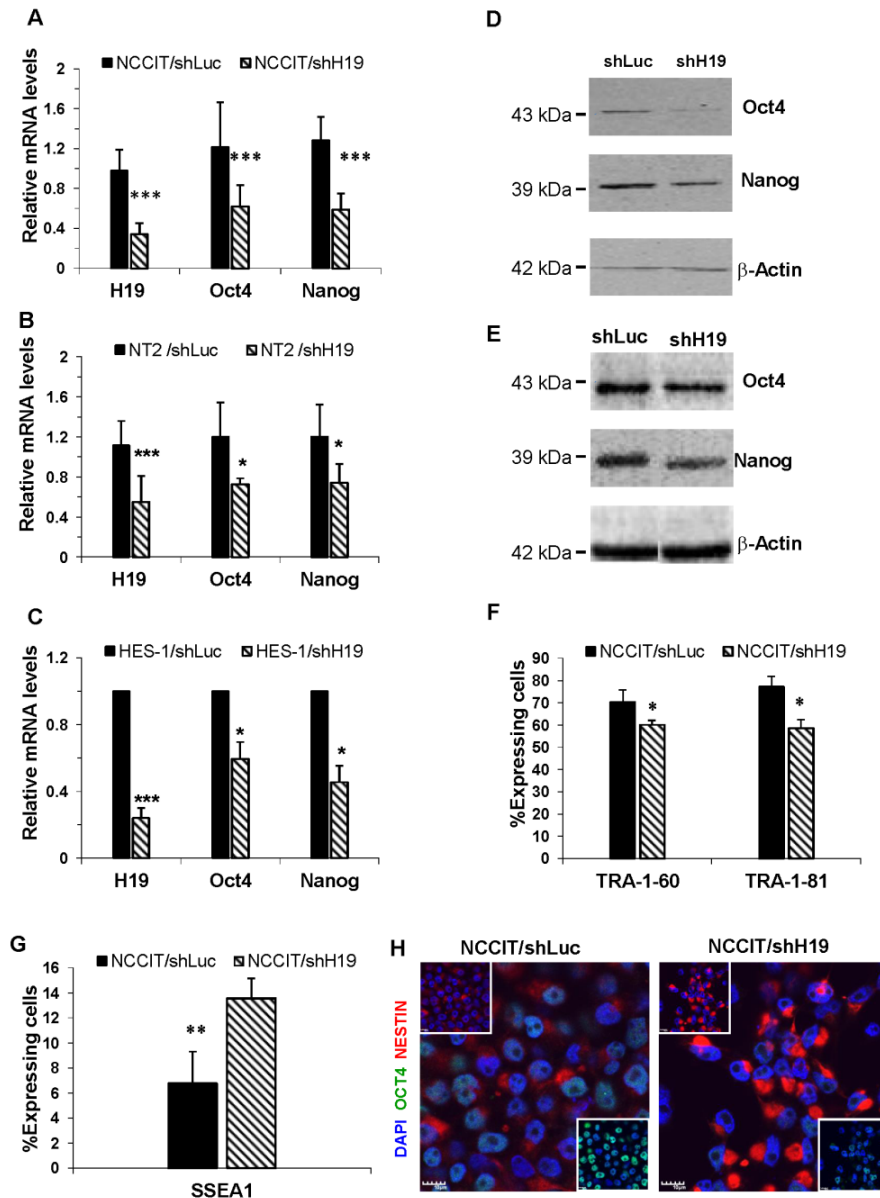 A
NCCIT/shLuc NCCIT/shH19
Relative mRNA levels
2
1.6
1.2
0.8
0.4
0
***
***
***
H19 Oct4 Nanog
B
NT2 /shLuc NT2 /shH19
Relative mRNA levels
2
1.6
1.2
0.8
0.4
0
***
*
*
H19 Oct4 Nanog
C
HES-1/shLuc HES-1/shH19
Relative mRNA levels
1.2
0.8
0.4
0
***
*
*
H19 Oct4 Nanog
D
shLuc shH19
43 kDa Oct4
39 kDa Nanog
42 kDa β-Actin
E
shLuc shH19
43 kDa Oct4
39 kDa Nanog
42 kDa β-Actin
F
NCCIT/shLuc NCCIT/shH19
%Expressing cells
90
80
70
60
50
40
30
20
10
0
*
*
TRA-1-60 TRA-1-81
G
NCCIT/shLuc NCCIT/shH19
%Expressing cells
16
14
12
10
8
6
4
2
0
**
SSEA1
H
NCCIT/shLuc NCCIT/shH19
DAPI OCT4 NESTIN